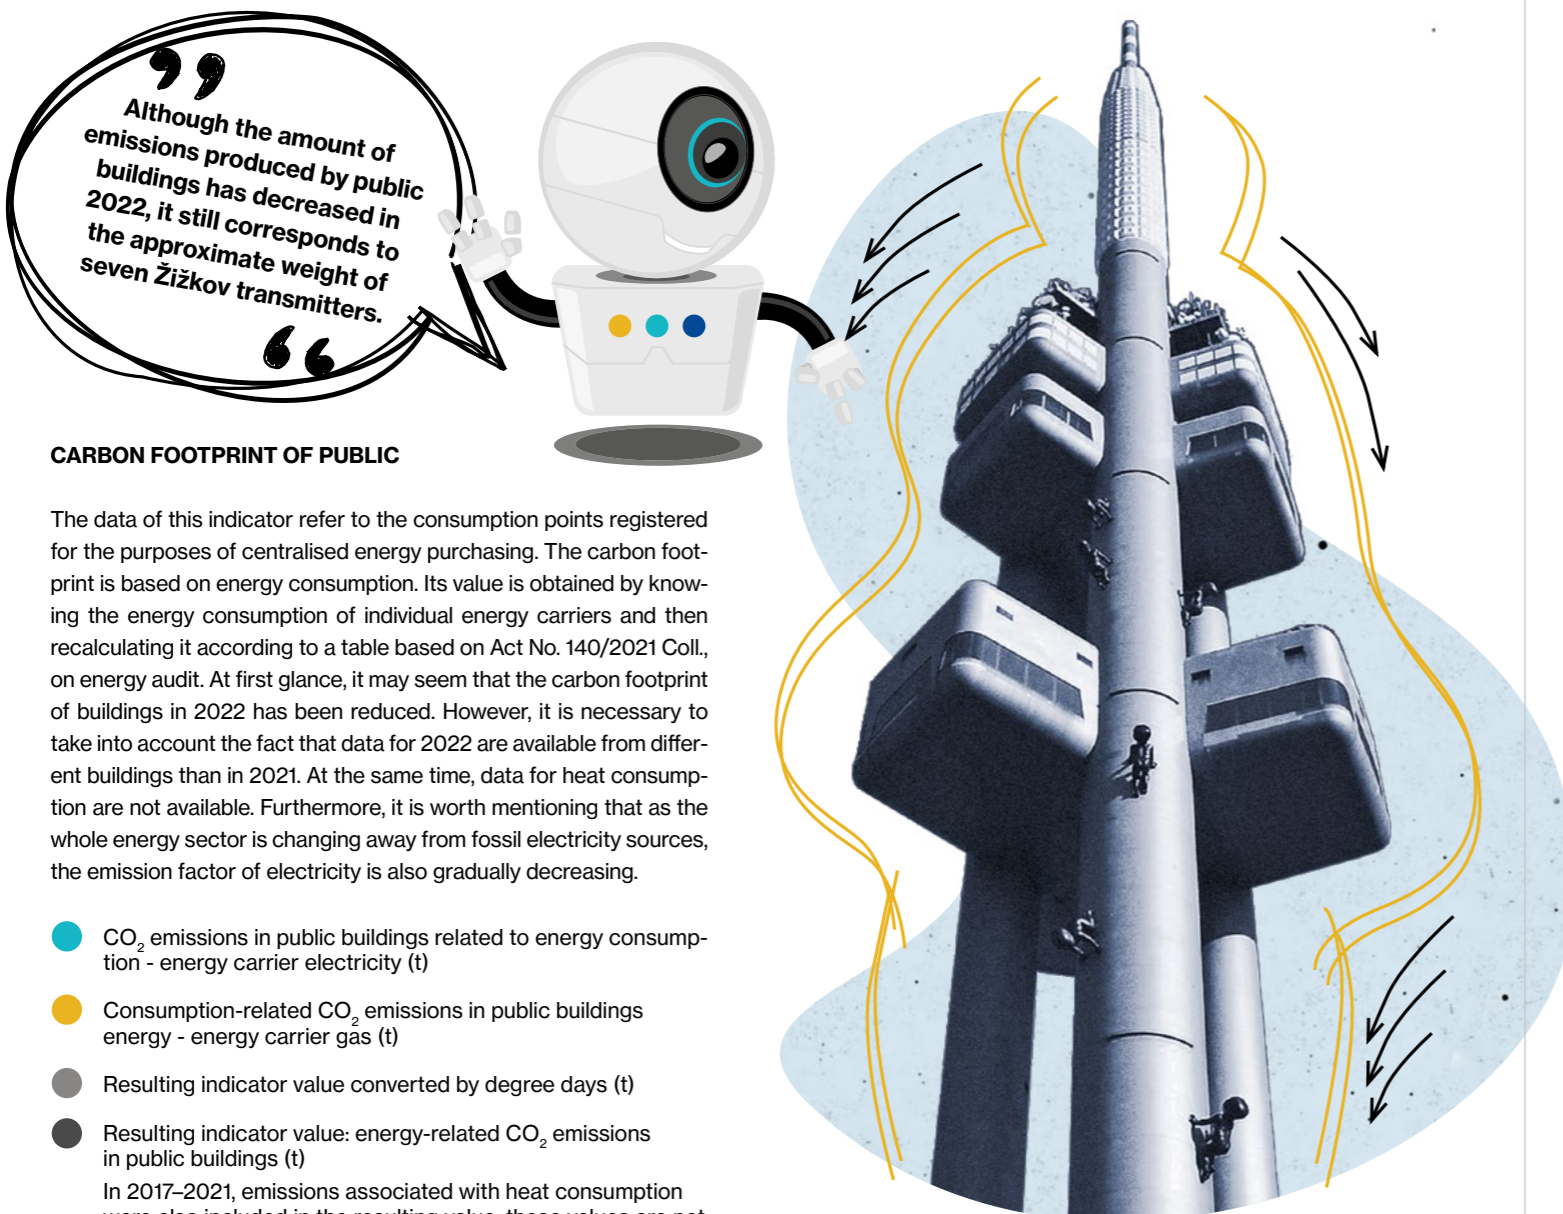 Although the amount of
emissions produced by public
buildings has decreased in
2022, it still corresponds to
the approximate weight of
seven Žižkov transmitters.
CARBON FOOTPRINT OF PUBLIC
The data of this indicator refer to the consumption points registered
for the purposes of centralised energy purchasing. The carbon foot-
print is based on energy consumption. Its value is obtained by know-
ing the energy consumption of individual energy carriers and then
recalculating it according to a table based on Act No. 140/2021 Coll.,
on energy audit. At first glance, it may seem that the carbon footprint
of buildings in 2022 has been reduced. However, it is necessary to
take into account the fact that data for 2022 are available from differ-
ent buildings than in 2021. At the same time, data for heat consump-
tion are not available. Furthermore, it is worth mentioning that as the
whole energy sector is changing away from fossil electricity sources,
the emission factor of electricity is also gradually decreasing.
CO₂ emissions in public buildings related to energy consump-
tion - energy carrier electricity (t)
Consumption-related CO₂ emissions in public buildings
energy - energy carrier gas (t)
Resulting indicator value converted by degree days (t)
Resulting indicator value: energy-related CO₂ emissions
in public buildings (t)
In 2017–2021, emissions associated with heat consumption
were also included in the resulting value, these values are not